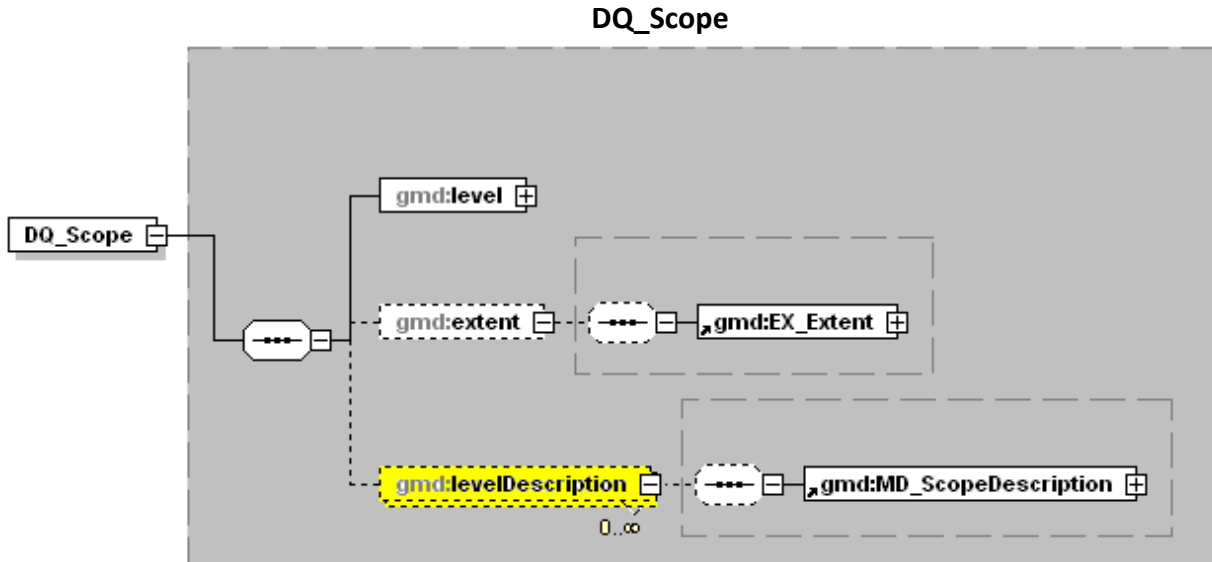 DQ_Scope
gmd:level
DQ_Scope
gmd:extent
gmd:EX_Extent
gmd:levelDescription
gmd:MD_ScopeDescription
0..∞